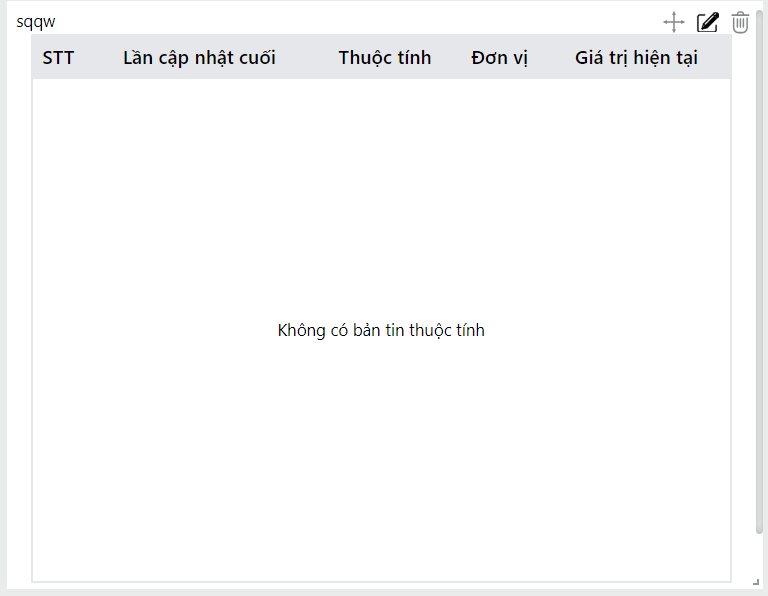 sqqw
STT Lần cập nhật cuối Thuộc tính Đơn vị Giá trị hiện tại
Không có bản tin thuộc tính